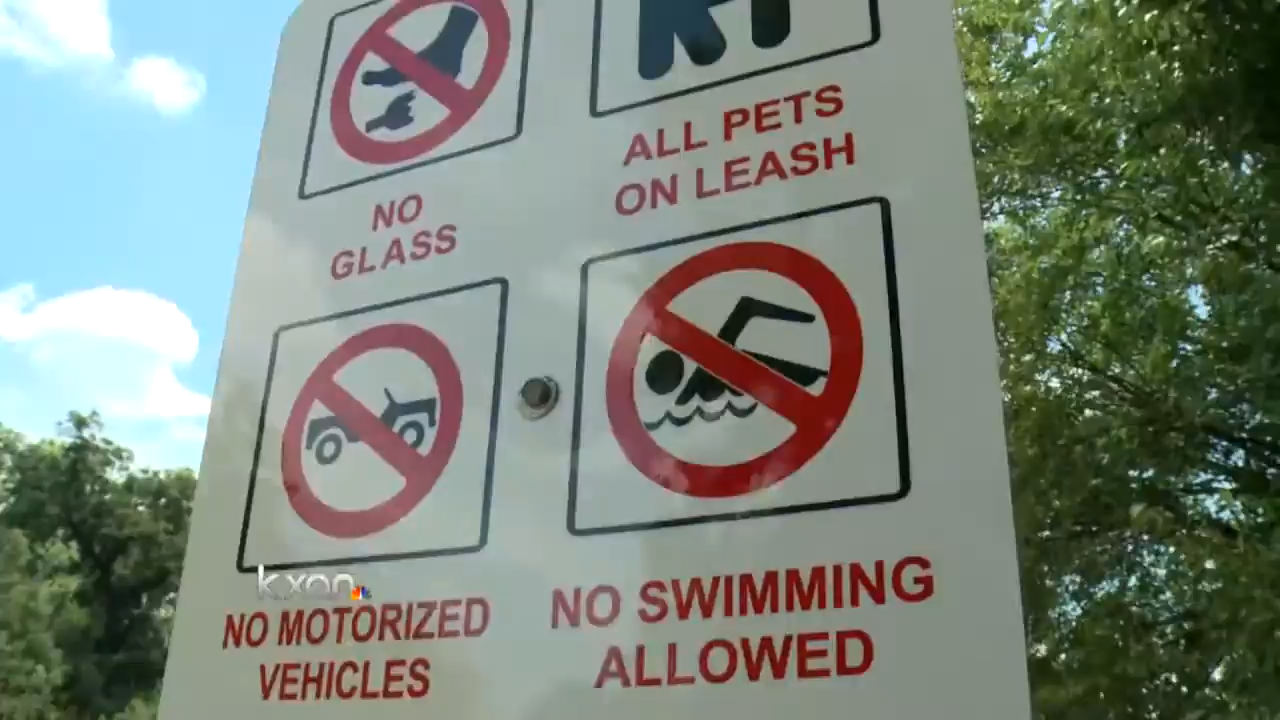 NO
GLASS
ALL PETS
ON LEASH
kxan
NO MOTORIZED
VEHICLES
NO SWIMMING
ALLOWED